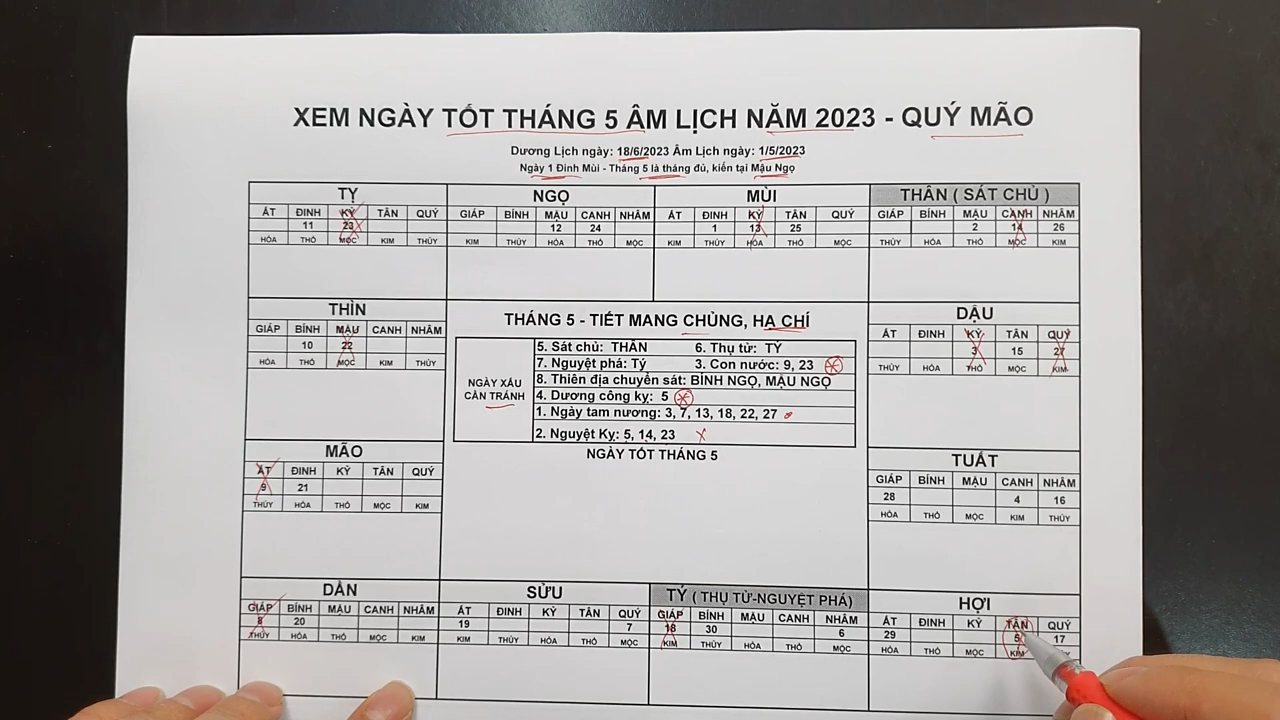 XEM NGÀY TỐT THÁNG 5 ÂM LỊCH NĂM 2023 - QUÝ MÃO
Dương Lịch ngày: 18/6/2023 Âm Lịch ngày: 1/5/2023
Ngày 1 Đinh Mùi - Tháng 5 là tháng đủ, kiến tại Mậu Ngọ
TỴ
ẤT ĐINH KỶ TÂN QUÝ
11 23
HỎA THỔ MỘC KIM THỦY
NGỌ
GIÁP BÍNH MẬU CANH NHÂM
12 24
KIM THỦY HỎA THỔ MỘC
MÙI
ẤT ĐINH KỶ TÂN QUÝ
1 13 25
KIM THỦY HỎA THỔ MỘC
THÂN ( SÁT CHỦ )
GIÁP BÍNH MẬU CANH NHÂM
2 14 26
THỦY HỎA THỔ MỘC KIM
THÌN
GIÁP BÍNH MẬU CANH NHÂM
10 22
HỎA THỔ MỘC KIM THỦY
THÁNG 5 - TIẾT MANG CHỦNG, HẠ CHÍ
NGÀY XẤU
CẦN TRÁNH
5. Sát chủ: THÂN 6. Thụ tử: TÝ
7. Nguyệt phá: Tý 3. Con nước: 9, 23
8. Thiên địa chuyển sát: BÍNH NGỌ, MẬU NGỌ
4. Dương công kỵ: 5
1. Ngày tam nương: 3, 7, 13, 18, 22, 27
2. Nguyệt Kỵ: 5, 14, 23
NGÀY TỐT THÁNG 5
DẬU
ẤT ĐINH KỶ TÂN QUÝ
3 15 27
THỦY HỎA THỔ MỘC KIM
MÃO
ẤT ĐINH KỶ TÂN QUÝ
9 21
THỦY HỎA THỔ MỘC KIM
TUẤT
GIÁP BÍNH MẬU CANH NHÂM
28 4 16
HỎA THỔ MỘC KIM THỦY
DẦN
GIÁP BÍNH MẬU CANH NHÂM
8 20
THỦY HỎA THỔ MỘC KIM
SỬU
ẤT ĐINH KỶ TÂN QUÝ
19 7
KIM THỦY HỎA THỔ MỘC
TÝ ( THỤ TỬ-NGUYỆT PHÁ)
GIÁP BÍNH MẬU CANH NHÂM
18 30 6
KIM THỦY HỎA THỔ MỘC
HỢI
ẤT ĐINH KỶ TÂN QUÝ
29 5 17
HỎA THỔ MỘC KIM